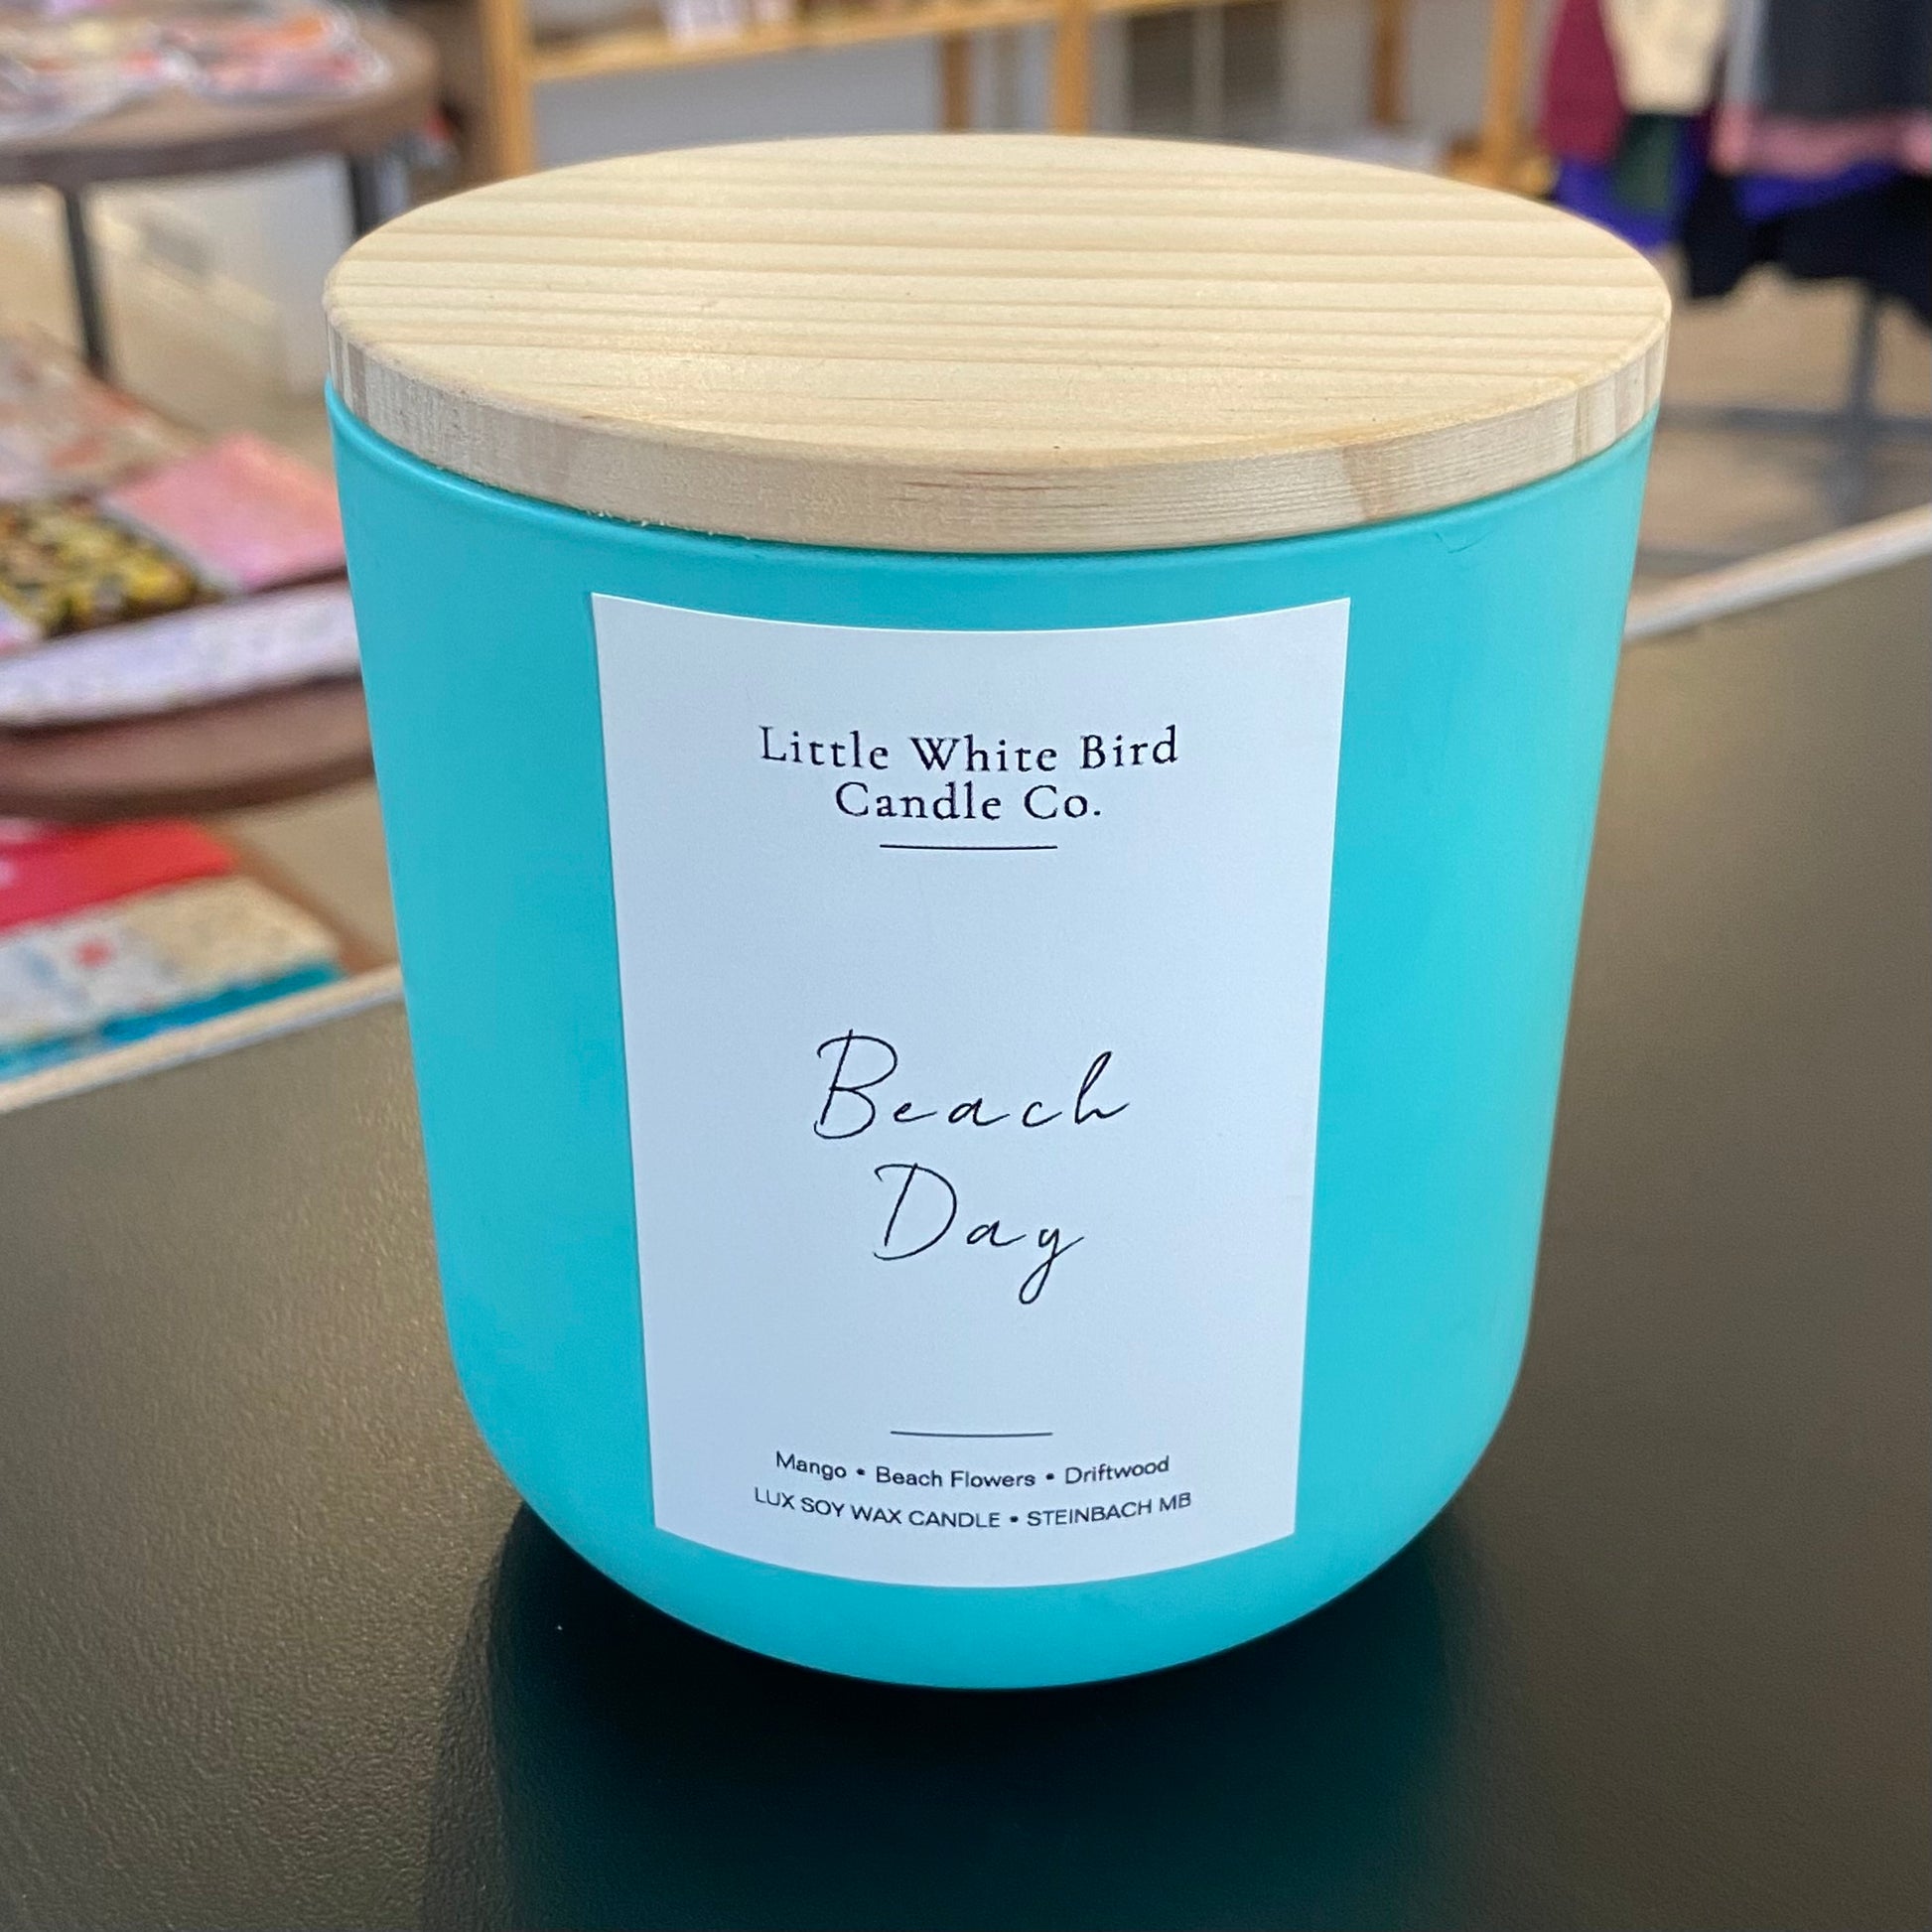 Little White Bird
Candle Co.
Beach
Day
Mango • Beach Flowers • Driftwood
LUX SOY WAX CANDLE • STEINBACH MB